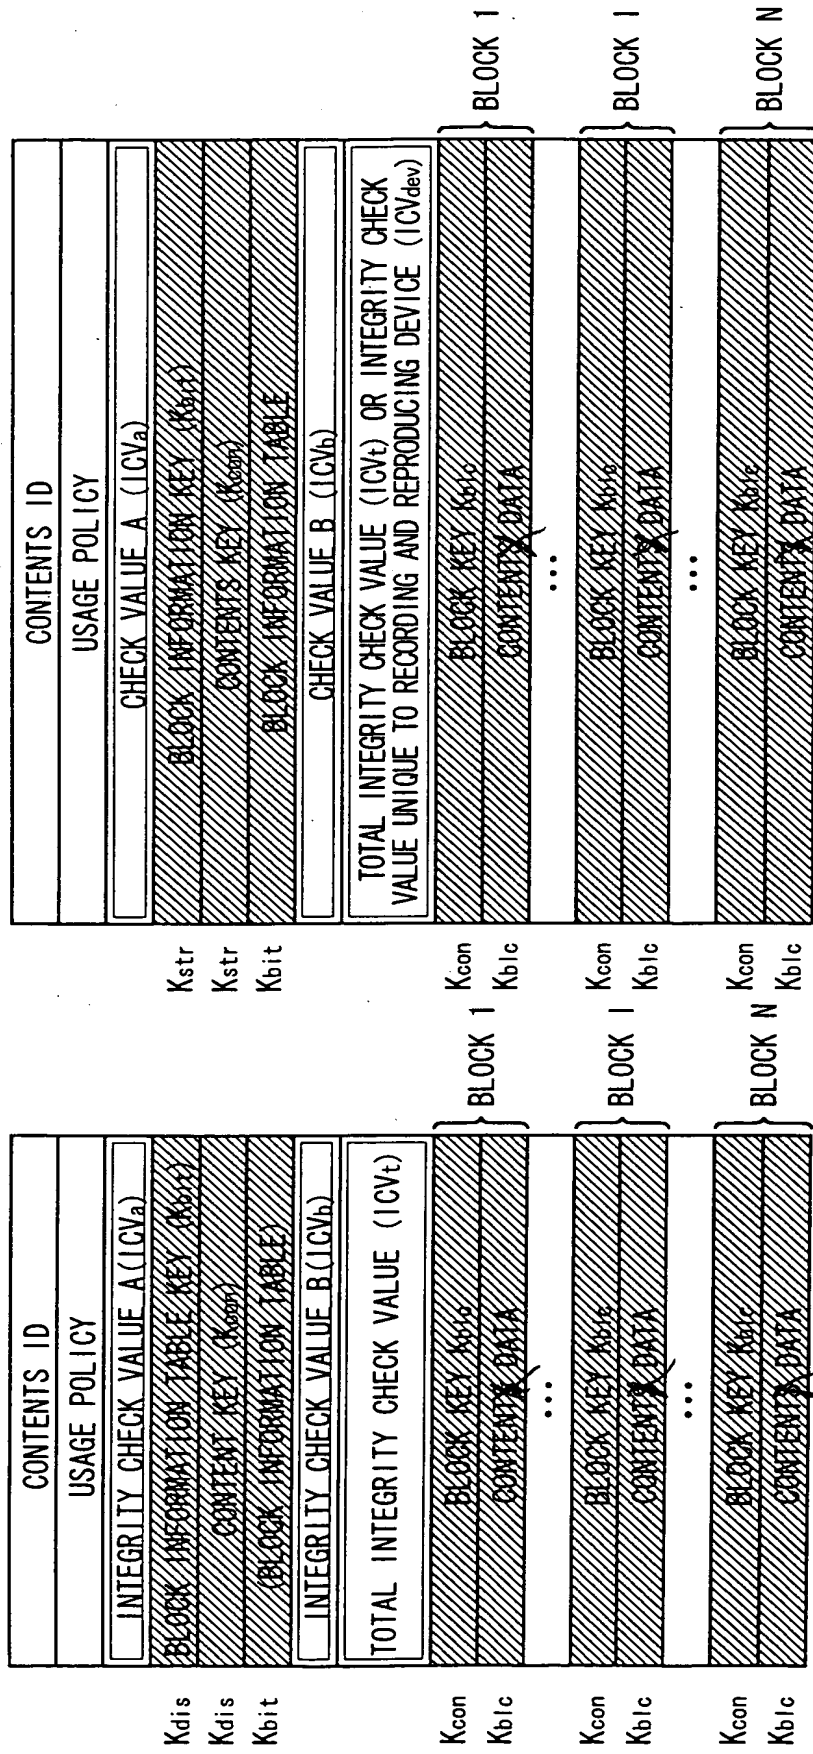 CONTENTS ID
USAGE POLICY
INTEGRITY CHECK VALUE A (ICVa)
Kdis BLOCK INFORMATION TABLE KEY (Kbit)
Kdis CONTENT KEY (Kcon)
Kbit (BLOCK INFORMATION TABLE)
INTEGRITY CHECK VALUE B (ICVb)
TOTAL INTEGRITY CHECK VALUE (ICVt)
Kcon BLOCK KEY Kblc
Kblc CONTENTS DATA
BLOCK 1
...
Kcon BLOCK KEY Kblc
Kblc CONTENTS DATA
BLOCK I
...
Kcon BLOCK KEY Kblc
Kblc CONTENTS DATA
BLOCK N
CONTENTS ID
USAGE POLICY
CHECK VALUE A (ICVa)
Kstr BLOCK INFORMATION KEY (Kbit)
Kstr CONTENTS KEY (Kcon)
Kbit BLOCK INFORMATION TABLE
CHECK VALUE B (ICVb)
TOTAL INTEGRITY CHECK VALUE (ICVt) OR INTEGRITY CHECK
VALUE UNIQUE TO RECORDING AND REPRODUCING DEVICE (ICVdev)
Kcon BLOCK KEY Kblc
Kblc CONTENTS DATA
BLOCK 1
...
Kcon BLOCK KEY Kblc
Kblc CONTENTS DATA
BLOCK I
...
Kcon BLOCK KEY Kblc
Kblc CONTENTS DATA
BLOCK N